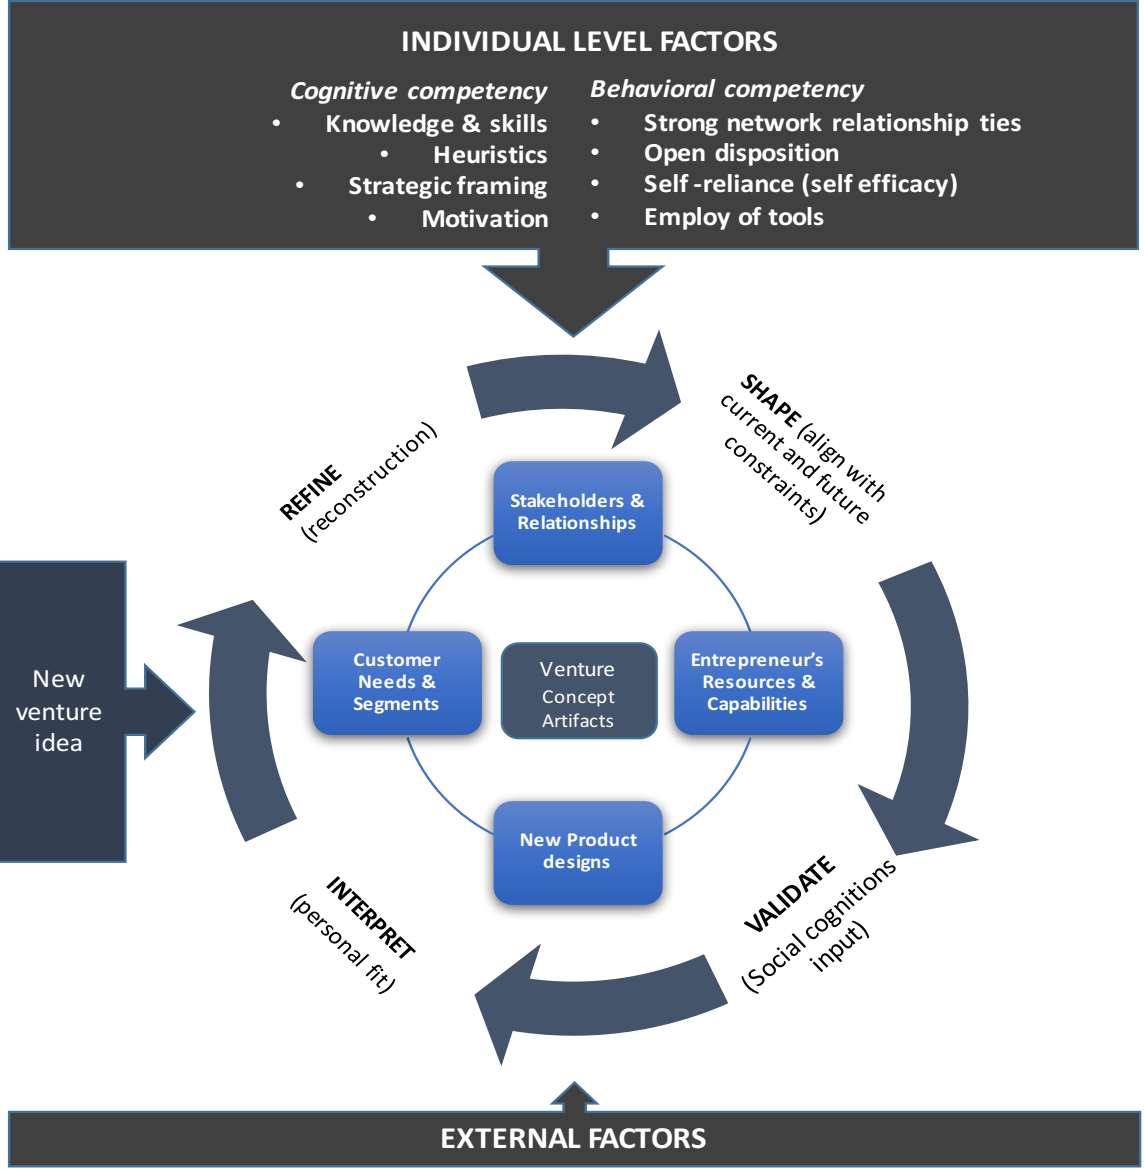 INDIVIDUAL LEVEL FACTORS
Cognitive competency
• Knowledge & skills
• Heuristics
• Strategic framing
• Motivation
Behavioral competency
• Strong network relationship ties
• Open disposition
• Self -reliance (self efficacy)
• Employ of tools
REFINE
(reconstruction)
SHAPE (align with
current and future
constraints)
Stakeholders &
Relationships
New
venture
idea
Customer
Needs &
Segments
Venture
Concept
Artifacts
Entrepreneur’s
Resources &
Capabilities
New Product
designs
INTERPRET
(personal fit)
VALIDATE
(Social cognitions
input)
EXTERNAL FACTORS